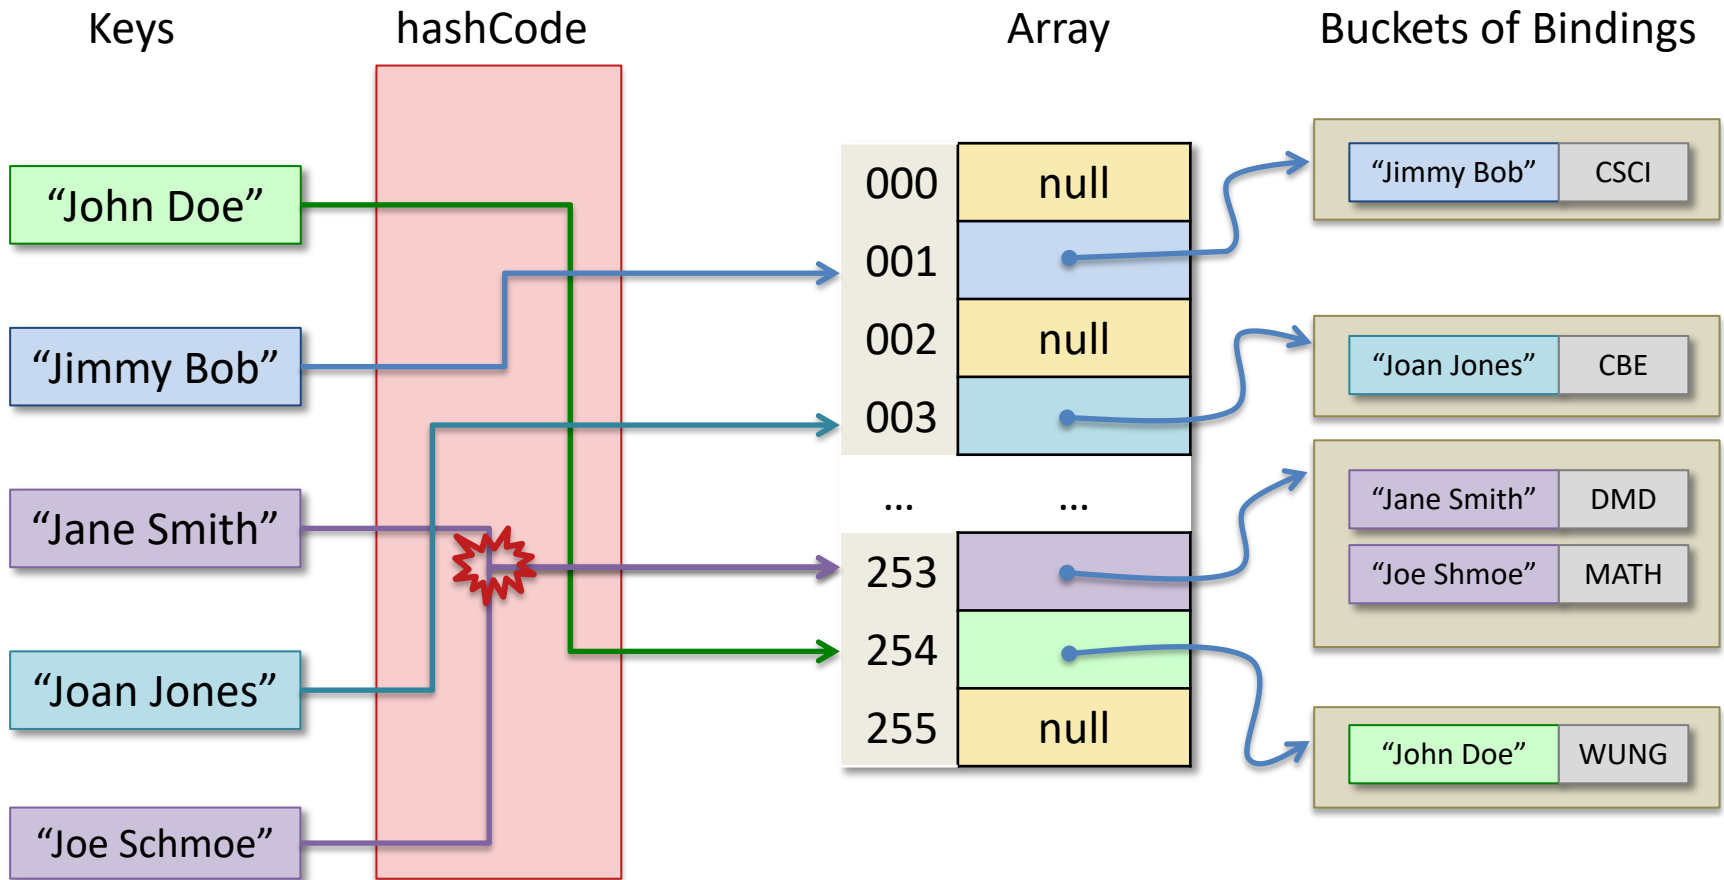 Keys
hashCode
Array
Buckets of Bindings
“John Doe”
“Jimmy Bob”
“Jane Smith”
“Joan Jones”
“Joe Schmoe”
000 null
001
002 null
003
... ...
253
254
255 null
“Jimmy Bob” CSCI
“Joan Jones” CBE
“Jane Smith” DMD
“Joe Shmoe” MATH
“John Doe” WUNG